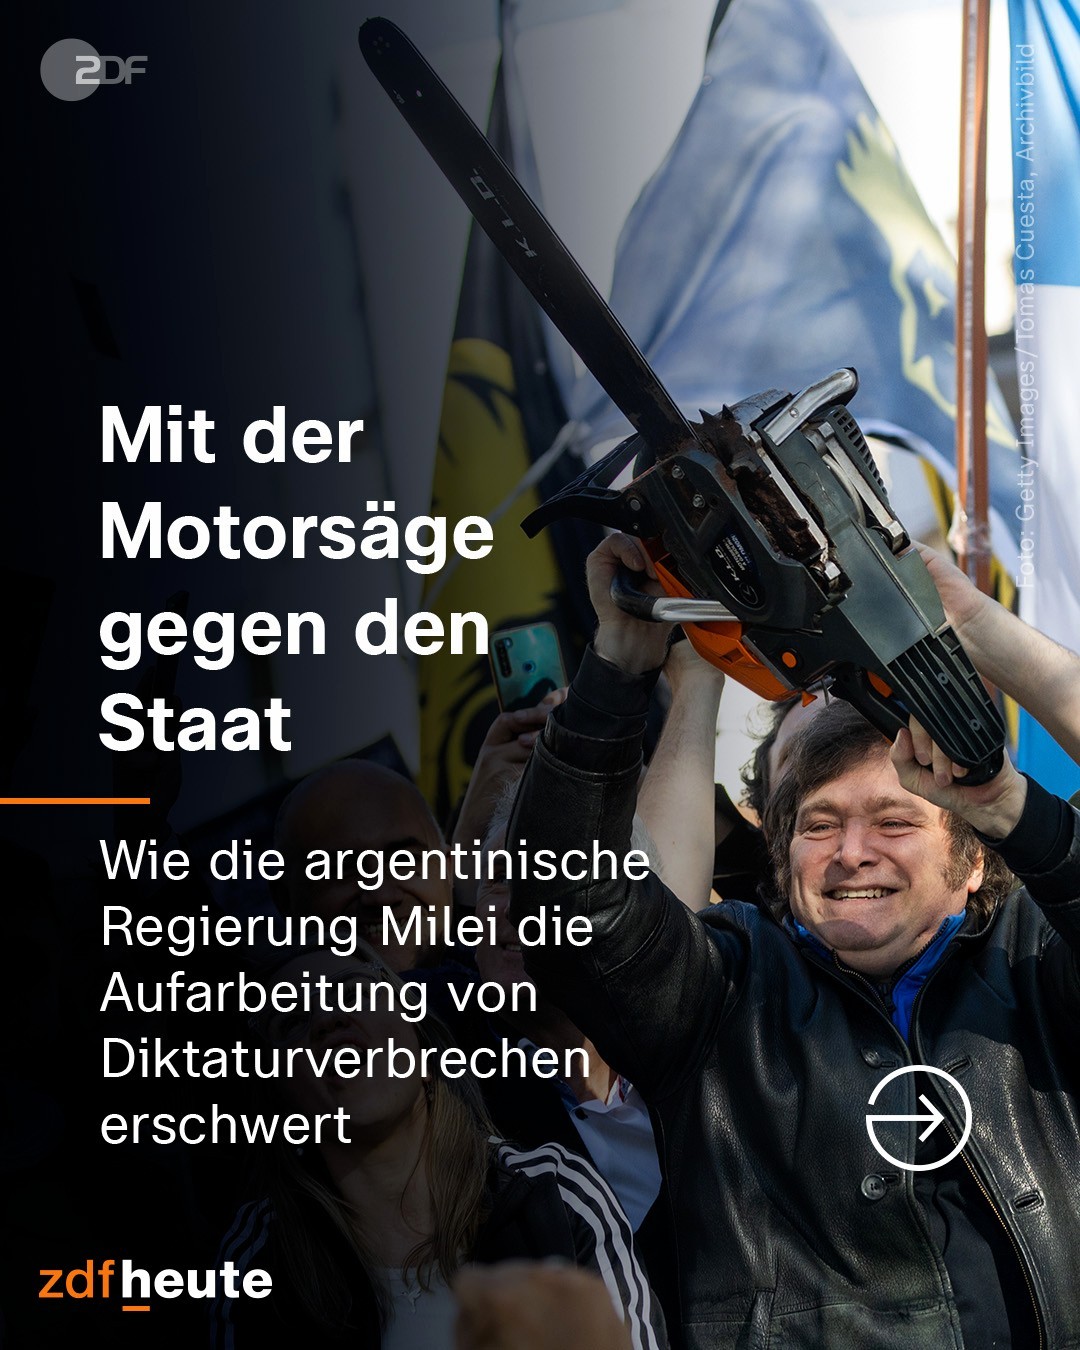 ZDF
Foto: Getty Images / Tomas Cuesta, Archivbild
K.L.D
Mit der
Motorsäge
gegen den
Staat
K.L.D
Wie die argentinische
Regierung Milei die
Aufarbeitung von
Diktaturverbrechen
erschwert
zdfheute